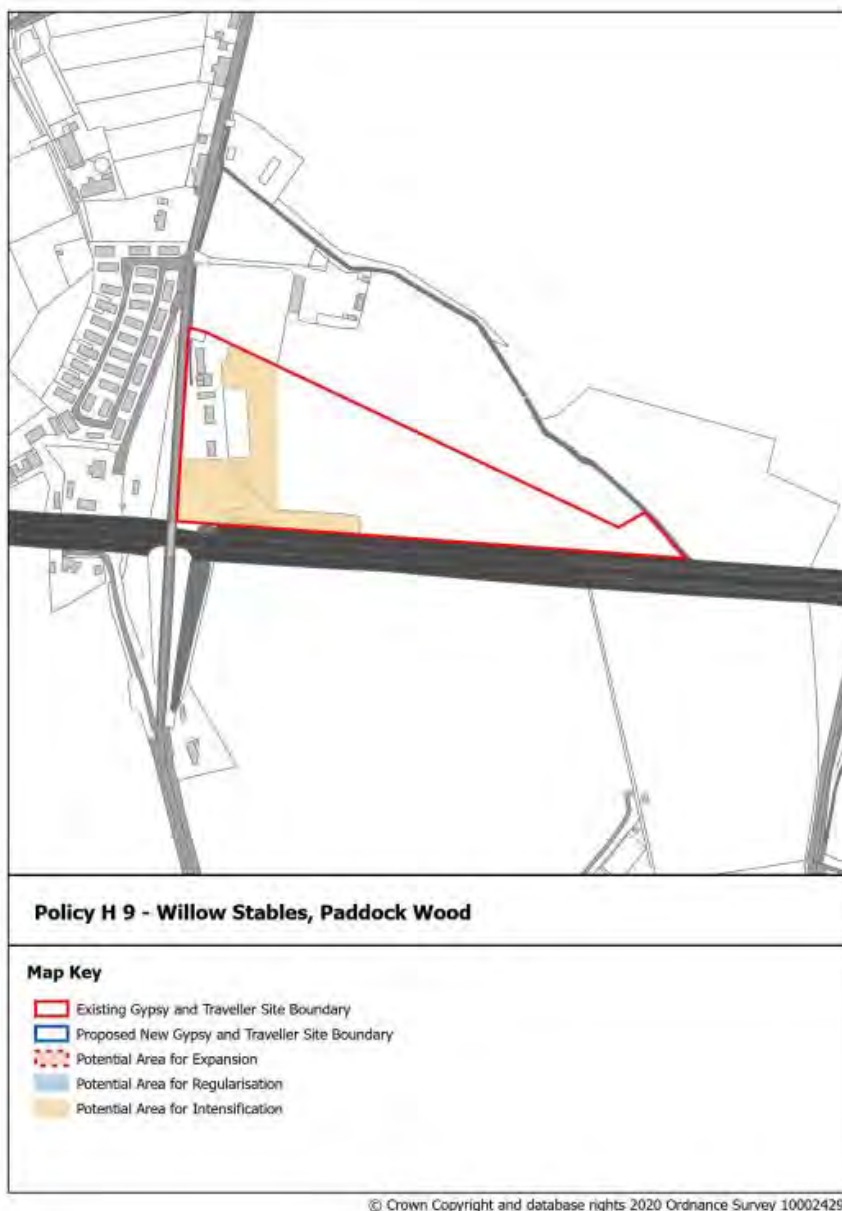 Policy H 9 - Willow Stables, Paddock Wood
Map Key
Existing Gypsy and Traveller Site Boundary
Proposed New Gypsy and Traveller Site Boundary
Potential Area for Expansion
Potential Area for Regularisation
Potential Area for Intensification
© Crown Copyright and database rights 2020 Ordnance Survey 10002429